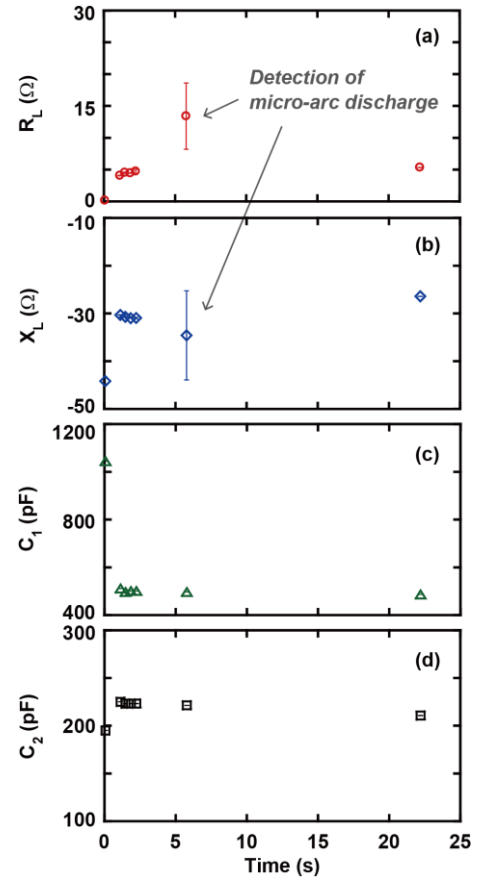 30
(a)
R_L (Ω)
Detection of
micro-arc discharge
15
0
-10
(b)
X_L (Ω)
-30
-50
1200
(c)
C_1 (pF)
800
400
300
(d)
C_2 (pF)
200
100
0 5 10 15 20 25
Time (s)